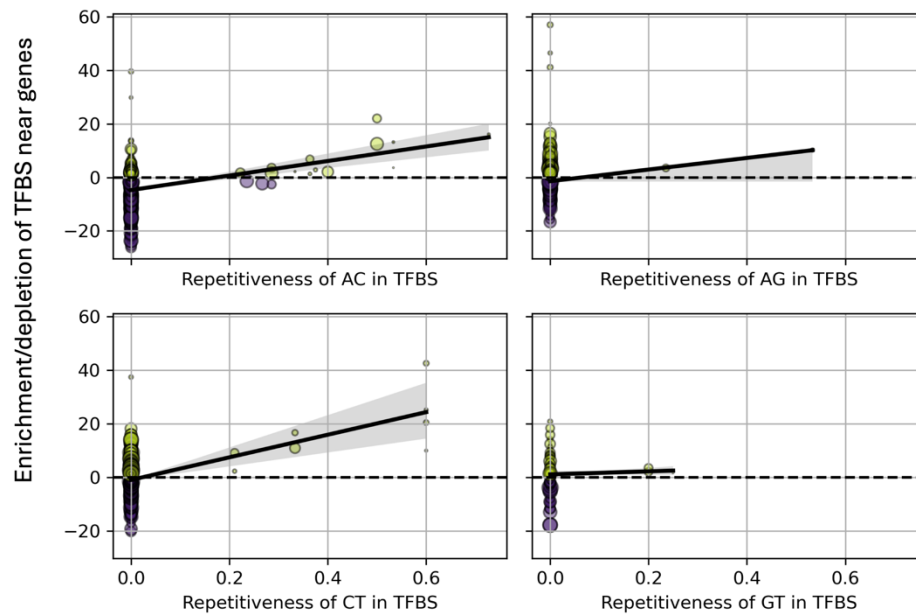 Enrichment/depletion of TFBS near genes
60
40
20
0
−20
Repetitiveness of AC in TFBS
Repetitiveness of AG in TFBS
60
40
20
0
−20
0.0 0.2 0.4 0.6
Repetitiveness of CT in TFBS
0.0 0.2 0.4 0.6
Repetitiveness of GT in TFBS